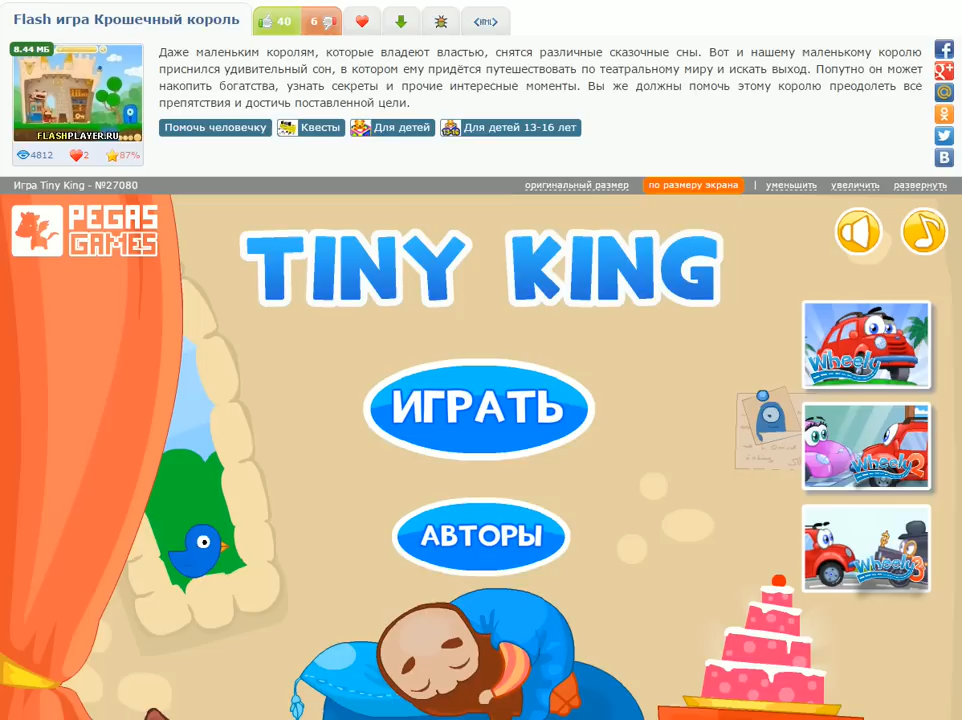 Flash игра Крошечный король
40
6
<HTML>
8.44 МБ
FLASHPLAYER.RU
4812
2
87%
Даже маленьким королям, которые владеют властью, снятся различные сказочные сны. Вот и нашему маленькому королю
приснился удивительный сон, в котором ему придётся путешествовать по театральному миру и искать выход. Попутно он может
накопить богатства, узнать секреты и прочие интересные моменты. Вы же должны помочь этому королю преодолеть все
препятствия и достичь поставленной цели.
Помочь человечку
Квесты
Для детей
Для детей 13-16 лет
Игра Tiny King - №27080
оригинальный размер
по размеру экрана
|
уменьшить
увеличить
развернуть
PEGAS
GAMES
TINY KING
ИГРАТЬ
АВТОРЫ
Wheely
Wheely 2
Wheely 3